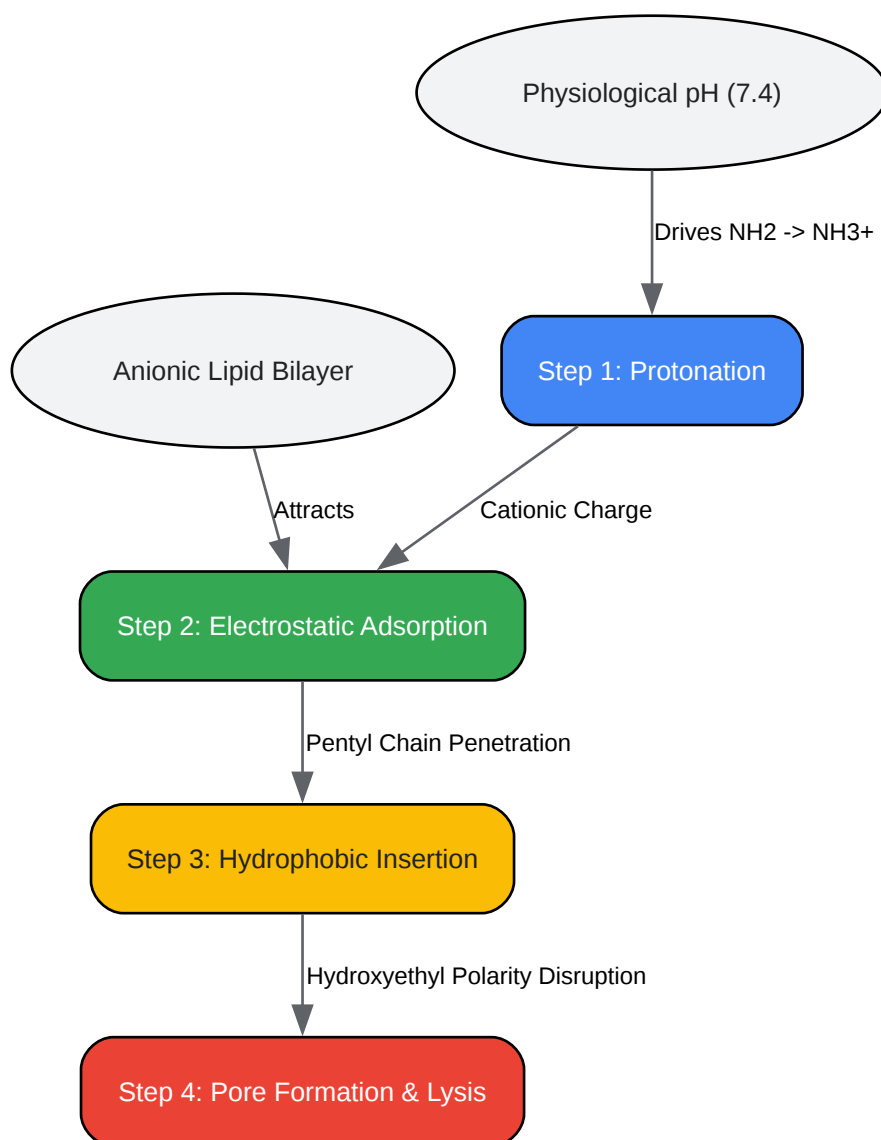 Physiological pH (7.4)
Drives NH2 -> NH3+
Anionic Lipid Bilayer
Step 1: Protonation
Attracts
Cationic Charge
Step 2: Electrostatic Adsorption
Pentyl Chain Penetration
Step 3: Hydrophobic Insertion
Hydroxyethyl Polarity Disruption
Step 4: Pore Formation & Lysis